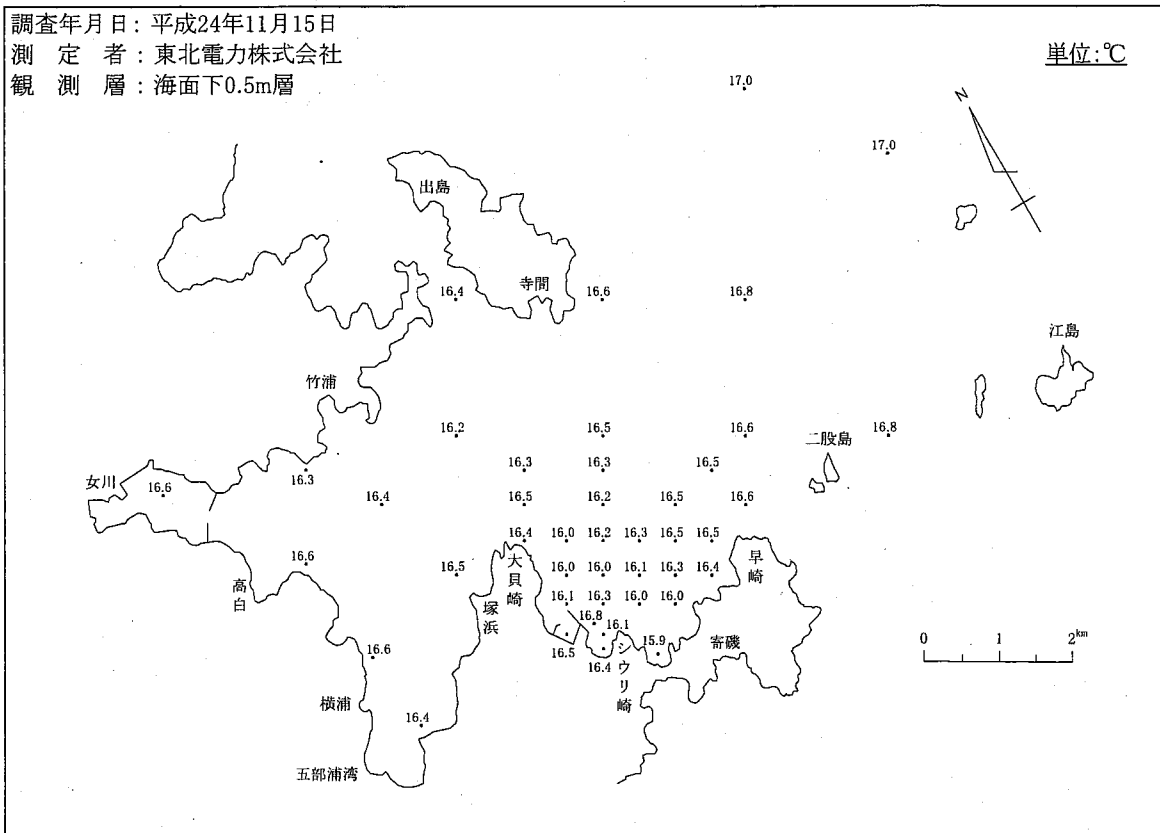 調査年月日：平成24年11月15日
測定者：東北電力株式会社
観測層：海面下0.5m層
単位：℃
17.0
N
17.0
出島
寺間
16.4 16.6 16.8
江島
竹浦
16.2 16.5 16.6 16.8
二股島
16.3 16.3 16.3 16.5
女川
16.6
16.4 16.5 16.2 16.5 16.6
16.4 16.0 16.2 16.3 16.5 16.5
早崎
大貝崎
16.6 16.5 16.0 16.0 16.1 16.3 16.4
高白
塚浜
16.1 16.3 16.0 16.0
16.8
16.1
シウリ崎
寄磯
16.5 16.4 15.9
0 1 2km
16.6
横浦
16.4
五部浦湾